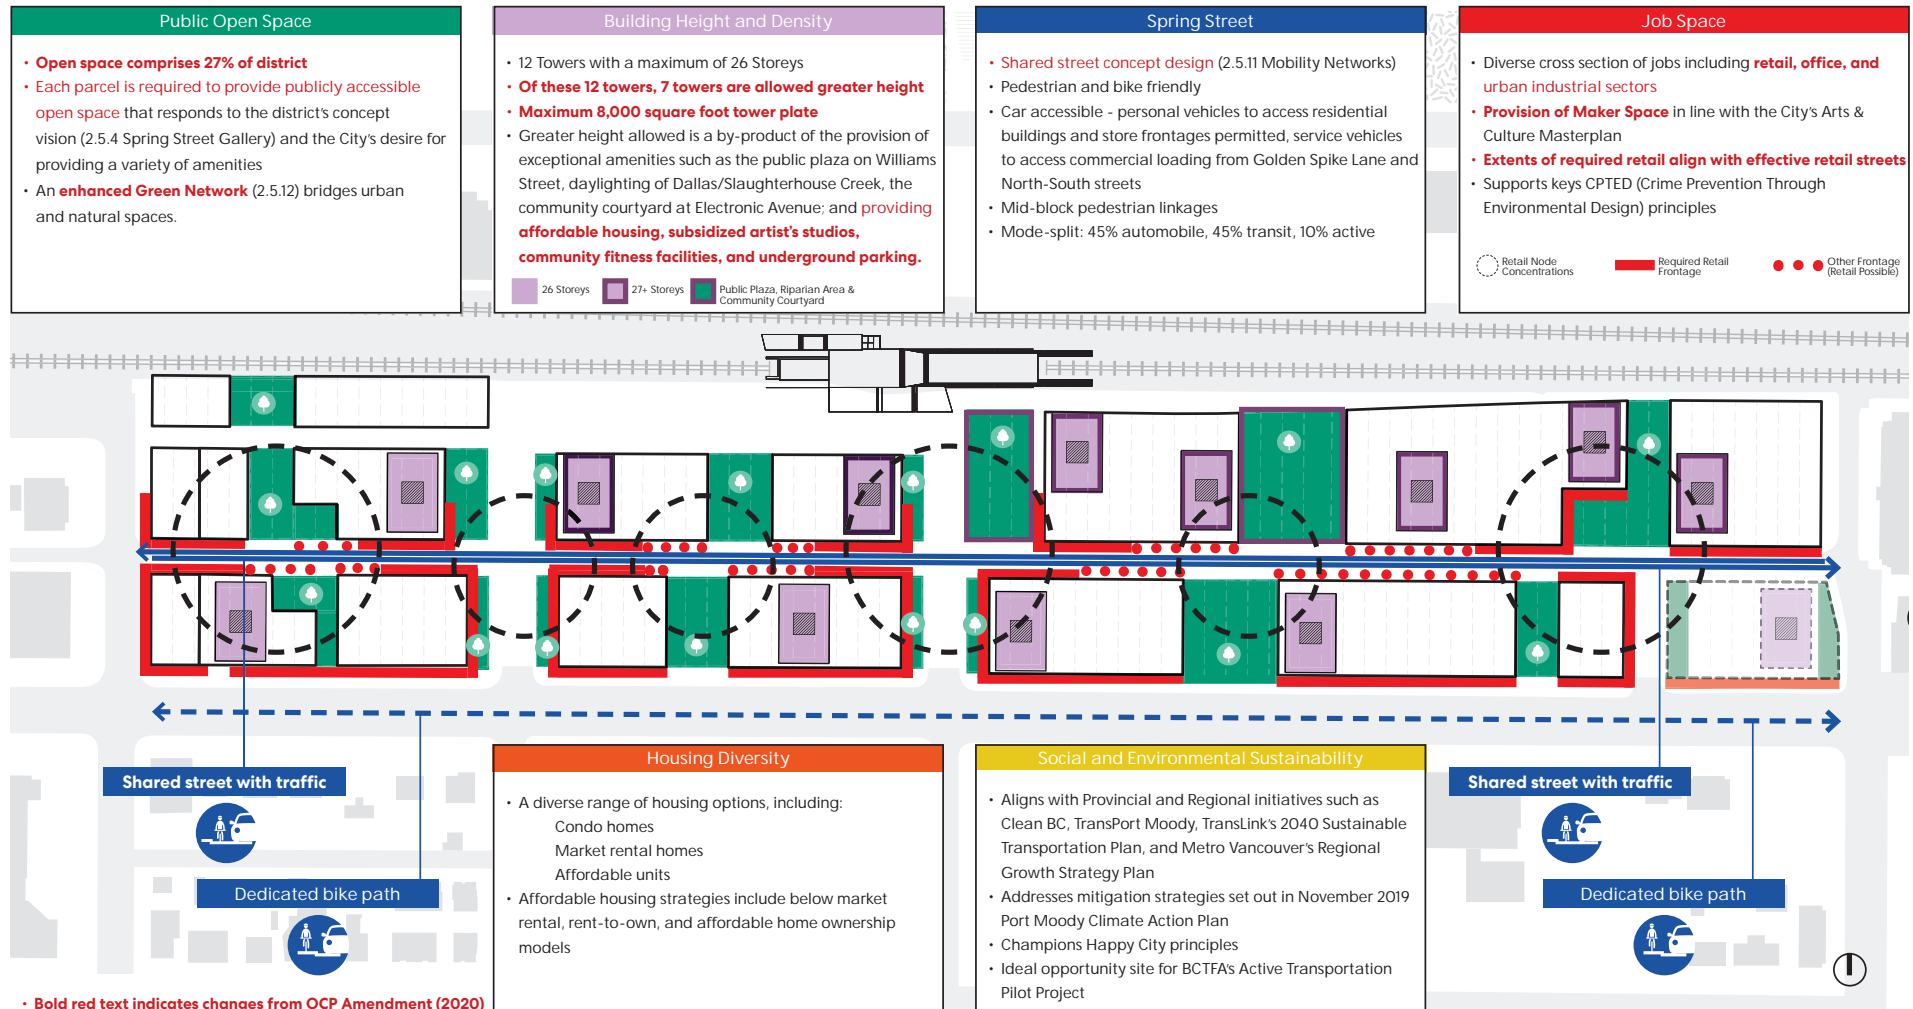 Public Open Space
• Open space comprises 27% of district
• Each parcel is required to provide publicly accessible
open space that responds to the district's concept
vision (2.5.4 Spring Street Gallery) and the City's desire for
providing a variety of amenities
• An enhanced Green Network (2.5.12) bridges urban
and natural spaces.
Building Height and Density
• 12 Towers with a maximum of 26 Storeys
• Of these 12 towers, 7 towers are allowed greater height
• Maximum 8,000 square foot tower plate
• Greater height allowed is a by-product of the provision of
exceptional amenities such as the public plaza on Williams
Street, daylighting of Dallas/Slaughterhouse Creek, the
community courtyard at Electronic Avenue; and providing
affordable housing, subsidized artist's studios,
community fitness facilities, and underground parking.
26 Storeys
27+ Storeys
Public Plaza, Riparian Area &
Community Courtyard
Spring Street
• Shared street concept design (2.5.11 Mobility Networks)
• Pedestrian and bike friendly
• Car accessible - personal vehicles to access residential
buildings and store frontages permitted, service vehicles
to access commercial loading from Golden Spike Lane and
North-South streets
• Mid-block pedestrian linkages
• Mode-split: 45% automobile, 45% transit, 10% active
Job Space
• Diverse cross section of jobs including retail, office, and
urban industrial sectors
• Provision of Maker Space in line with the City's Arts &
Culture Masterplan
• Extents of required retail align with effective retail streets
• Supports keys CPTED (Crime Prevention Through
Environmental Design) principles
Retail Node
Concentrations
Required Retail
Frontage
Other Frontage
(Retail Possible)
Shared street with traffic
Dedicated bike path
Housing Diversity
• A diverse range of housing options, including:
Condo homes
Market rental homes
Affordable units
• Affordable housing strategies include below market
rental, rent-to-own, and affordable home ownership
models
Social and Environmental Sustainability
• Aligns with Provincial and Regional initiatives such as
Clean BC, TransPort Moody, TransLink's 2040 Sustainable
Transportation Plan, and Metro Vancouver's Regional
Growth Strategy Plan
• Addresses mitigation strategies set out in November 2019
Port Moody Climate Action Plan
• Champions Happy City principles
• Ideal opportunity site for BCTFA's Active Transportation
Pilot Project
Shared street with traffic
Dedicated bike path
• Bold red text indicates changes from OCP Amendment (2020)